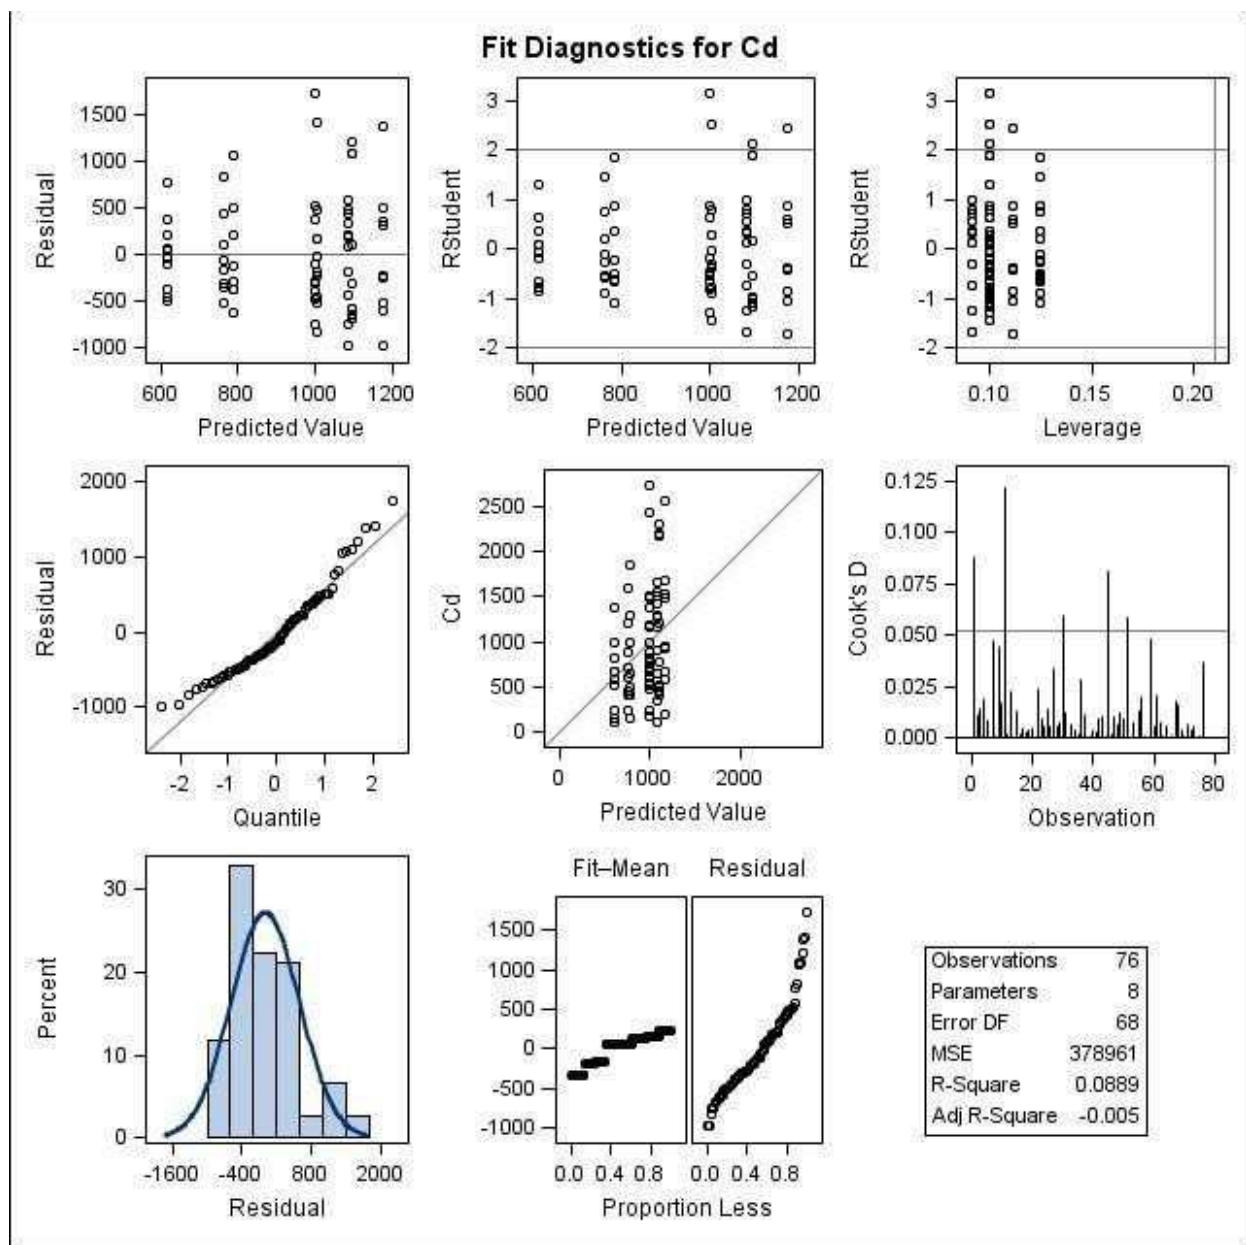 Fit Diagnostics for Cd
1500
1000
500
0
-500
-1000
Residual
600 800 1000 1200
Predicted Value
3
2
1
0
-1
-2
RStudent
600 800 1000 1200
Predicted Value
3
2
1
0
-1
-2
RStudent
0.10 0.15 0.20
Leverage
2000
1000
0
-1000
Residual
-2 -1 0 1 2
Quantile
2500
2000
1500
1000
500
0
Cd
0 1000 2000
Predicted Value
0.125
0.100
0.075
0.050
0.025
0.000
Cook's D
0 20 40 60 80
Observation
30
20
10
0
Percent
-1600 -400 800 2000
Residual
Fit–Mean Residual
1500
1000
500
0
-500
-1000
0.0 0.4 0.8 0.0 0.4 0.8
Proportion Less
Observations 76
Parameters 8
Error DF 68
MSE 378961
R-Square 0.0889
Adj R-Square -0.005